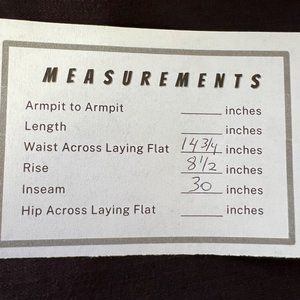 MEASUREMENTS
Armpit to Armpit ______ inches
Length ______ inches
Waist Across Laying Flat 14 3/4 inches
Rise 8 1/2 inches
Inseam 30 inches
Hip Across Laying Flat ______ inches